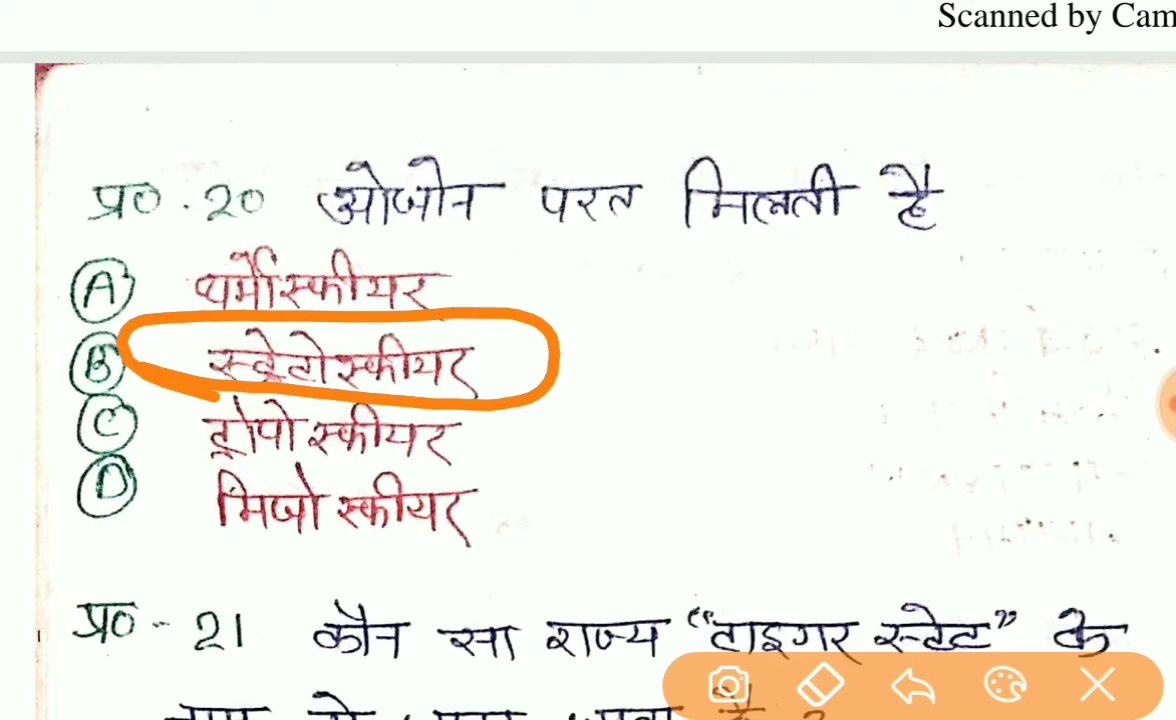 Scanned by Cam
प्र० . 20 ओजोन परत मिलती है
A थर्मोस्फीयर
B स्ट्रेटोस्फीयर
C ट्रोपोस्फीयर
D मिजोस्फीयर
प्र० - 21 कौन सा राज्य "टाइगर स्टेट" के